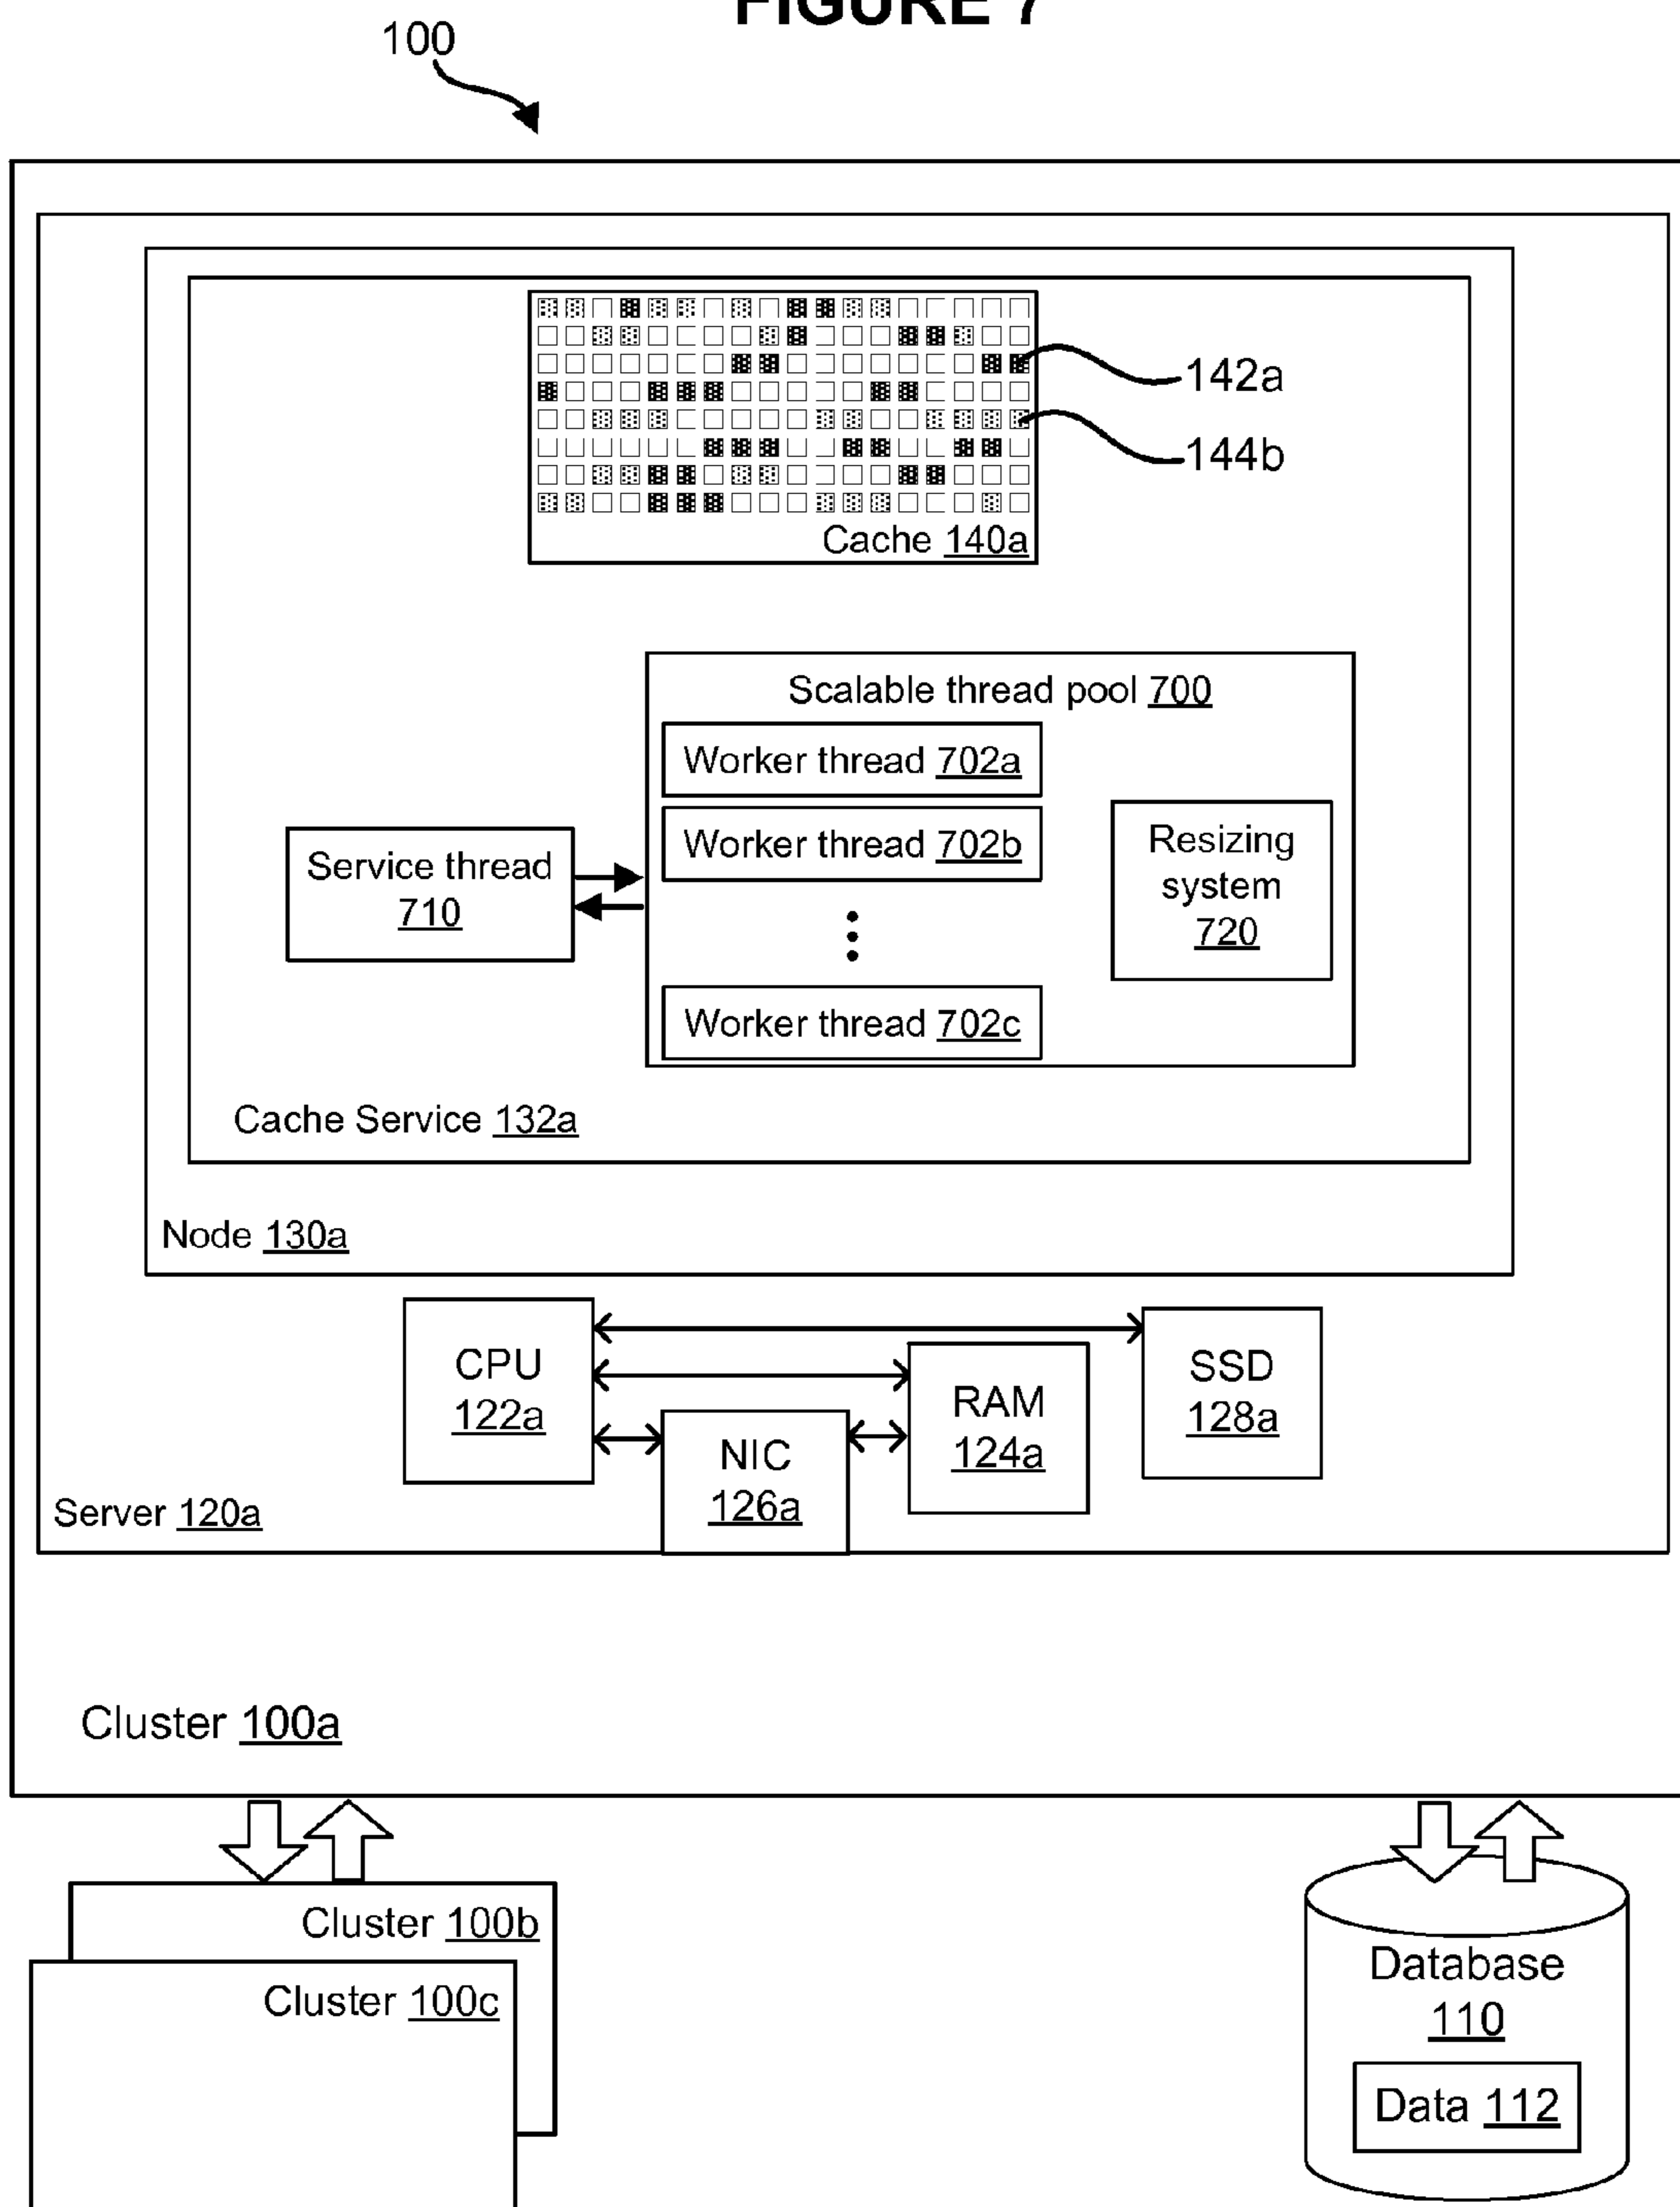 FIGURE 7
100
142a
144b
Cache 140a
Scalable thread pool 700
Worker thread 702a
Worker thread 702b
Resizing
system
720
Service thread
710
Worker thread 702c
Cache Service 132a
Node 130a
CPU
122a
SSD
128a
RAM
124a
NIC
126a
Server 120a
Cluster 100a
Cluster 100b
Cluster 100c
Database
110
Data 112